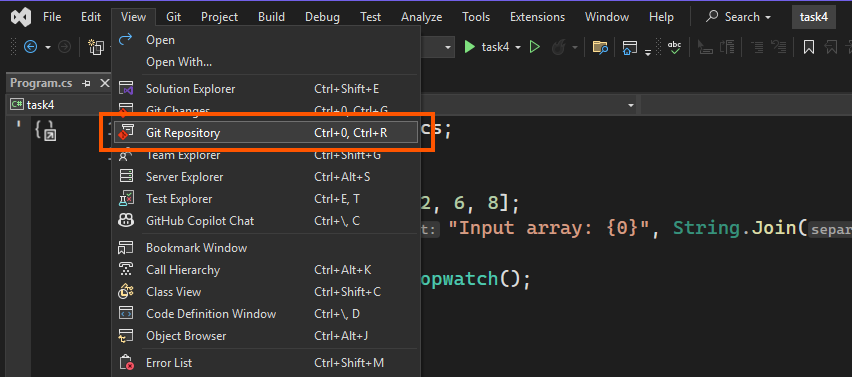 File Edit View Git Project Build Debug Test Analyze Tools Extensions Window Help Search task4
Open
task4
abc
Open With...
Program.cs
Solution Explorer Ctrl+Shift+E
C# task4
Git Changes Ctrl+0, Ctrl+G
{} cs;
Git Repository Ctrl+0, Ctrl+R
Team Explorer Ctrl+Shift+G
Server Explorer Ctrl+Alt+S
Test Explorer Ctrl+E, T
2, 6, 8];
GitHub Copilot Chat Ctrl+\, C
t: "Input array: {0}", String.Join( separ
Bookmark Window
Call Hierarchy Ctrl+Alt+K
opwatch();
Class View Ctrl+Shift+C
Code Definition Window Ctrl+\, D
Object Browser Ctrl+Alt+J
Error List Ctrl+Shift+M